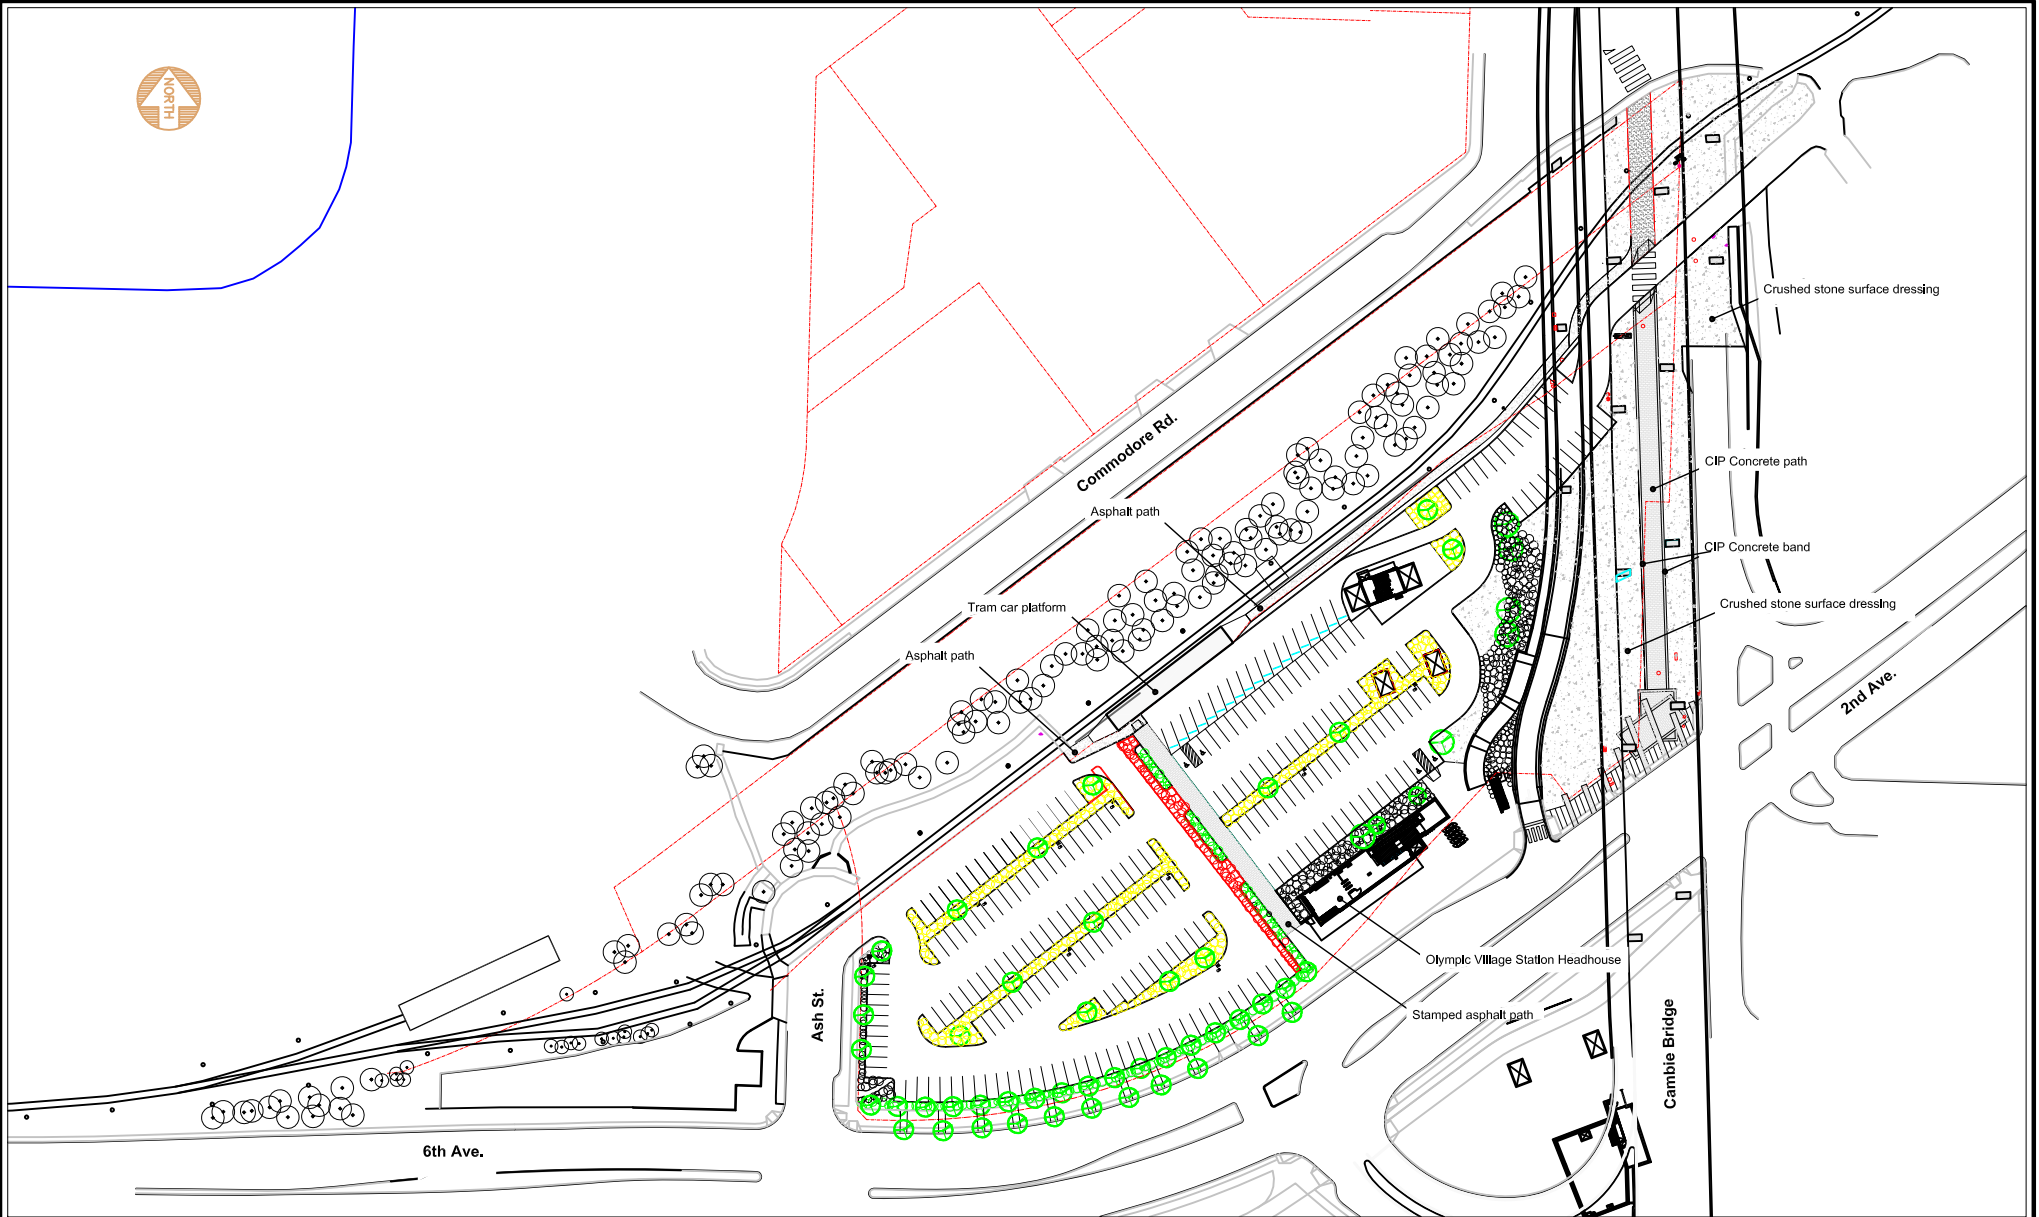 NORTH
Crushed stone surface dressing
Commodore Rd.
CIP Concrete path
Asphalt path
CIP Concrete band
Tram car platform
Crushed stone surface dressing
Asphalt path
2nd Ave.
Olympic Village Station Headhouse
Ash St.
Stamped asphalt path
Cambie Bridge
6th Ave.